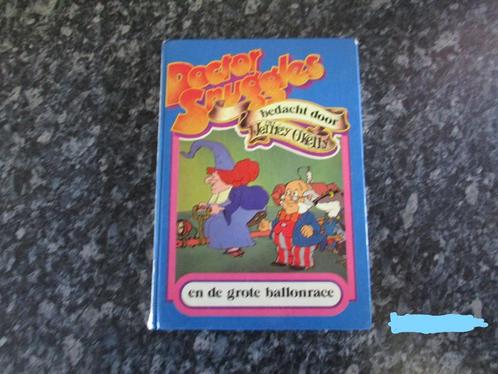 Doctor
Snuggles
bedacht door
Jeffrey O'Kelly
en de grote ballonrace